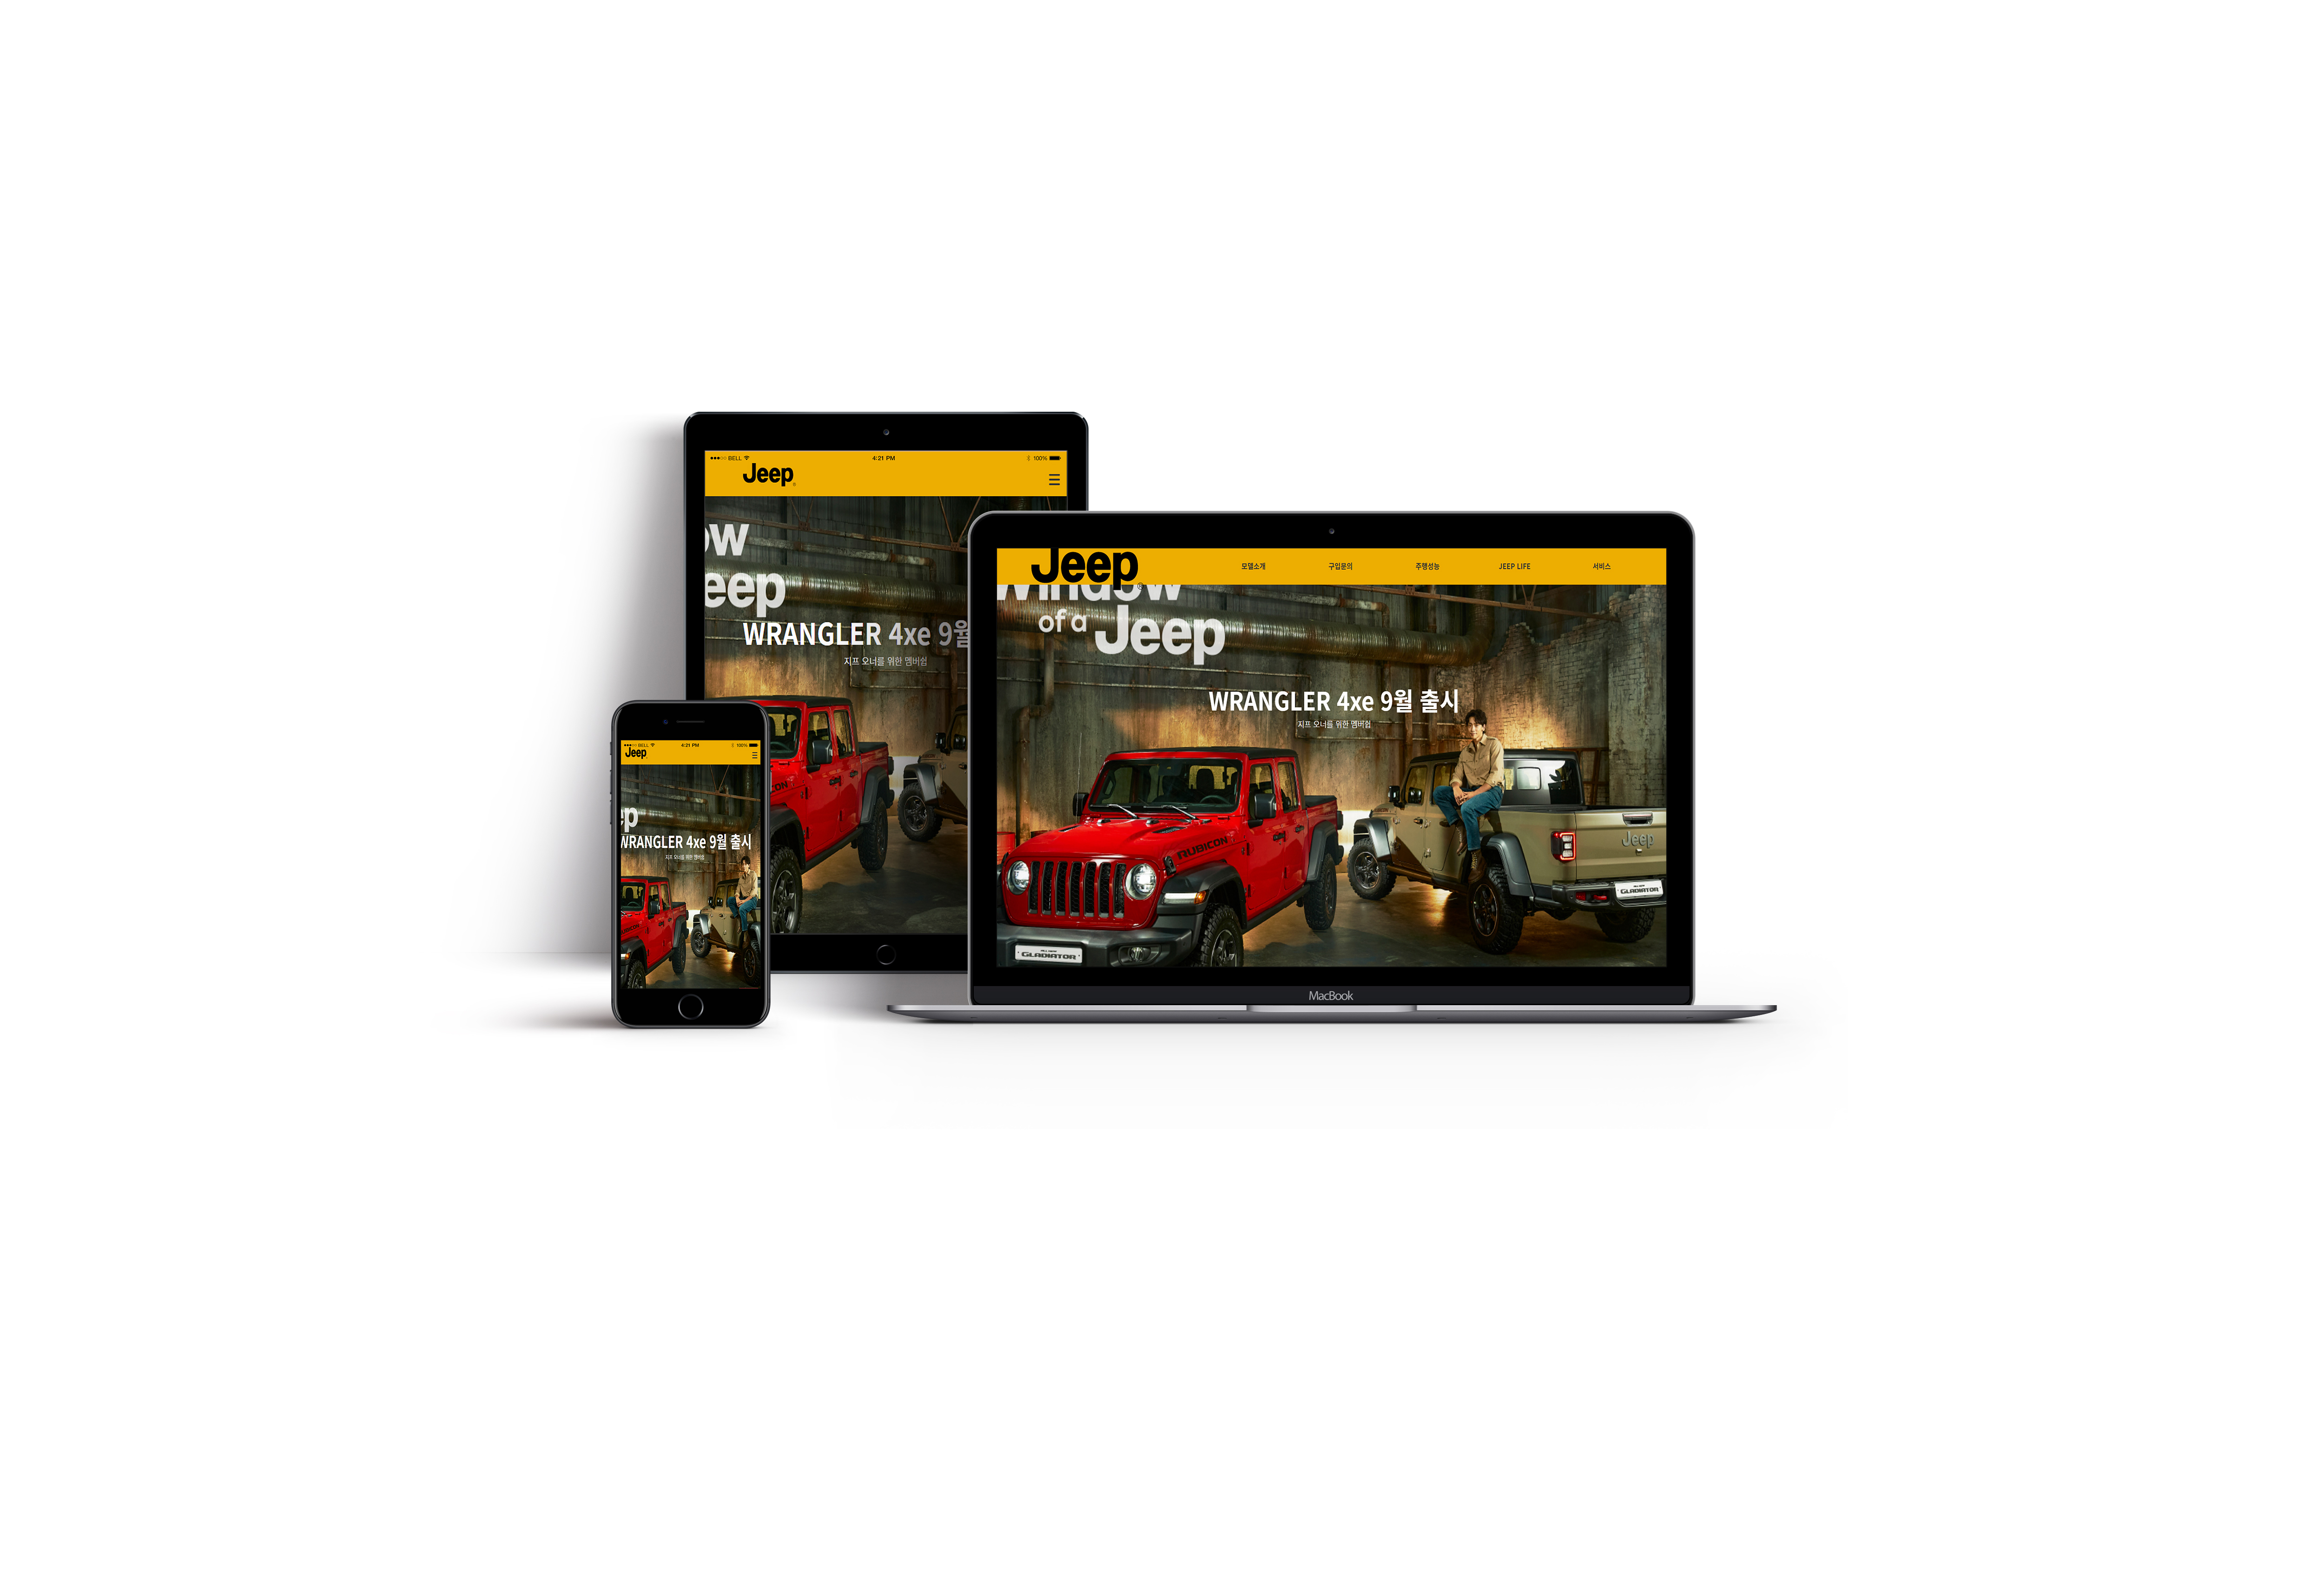 BELL
4:21 PM
100%
Jeep
ow
eep
WRANGLER 4xe 9월
지프 오너를 위한 멤버쉽
BELL
4:21 PM
100%
Jeep
ep
WRANGLER 4xe 9월 출시
지프 오너를 위한 멤버쉽
Jeep
모델소개
구입문의
주행성능
JEEP LIFE
서비스
window
of a Jeep
WRANGLER 4xe 9월 출시
지프 오너를 위한 멤버쉽
RUBICON
GLADIATOR
Jeep
GLADIATOR
MacBook